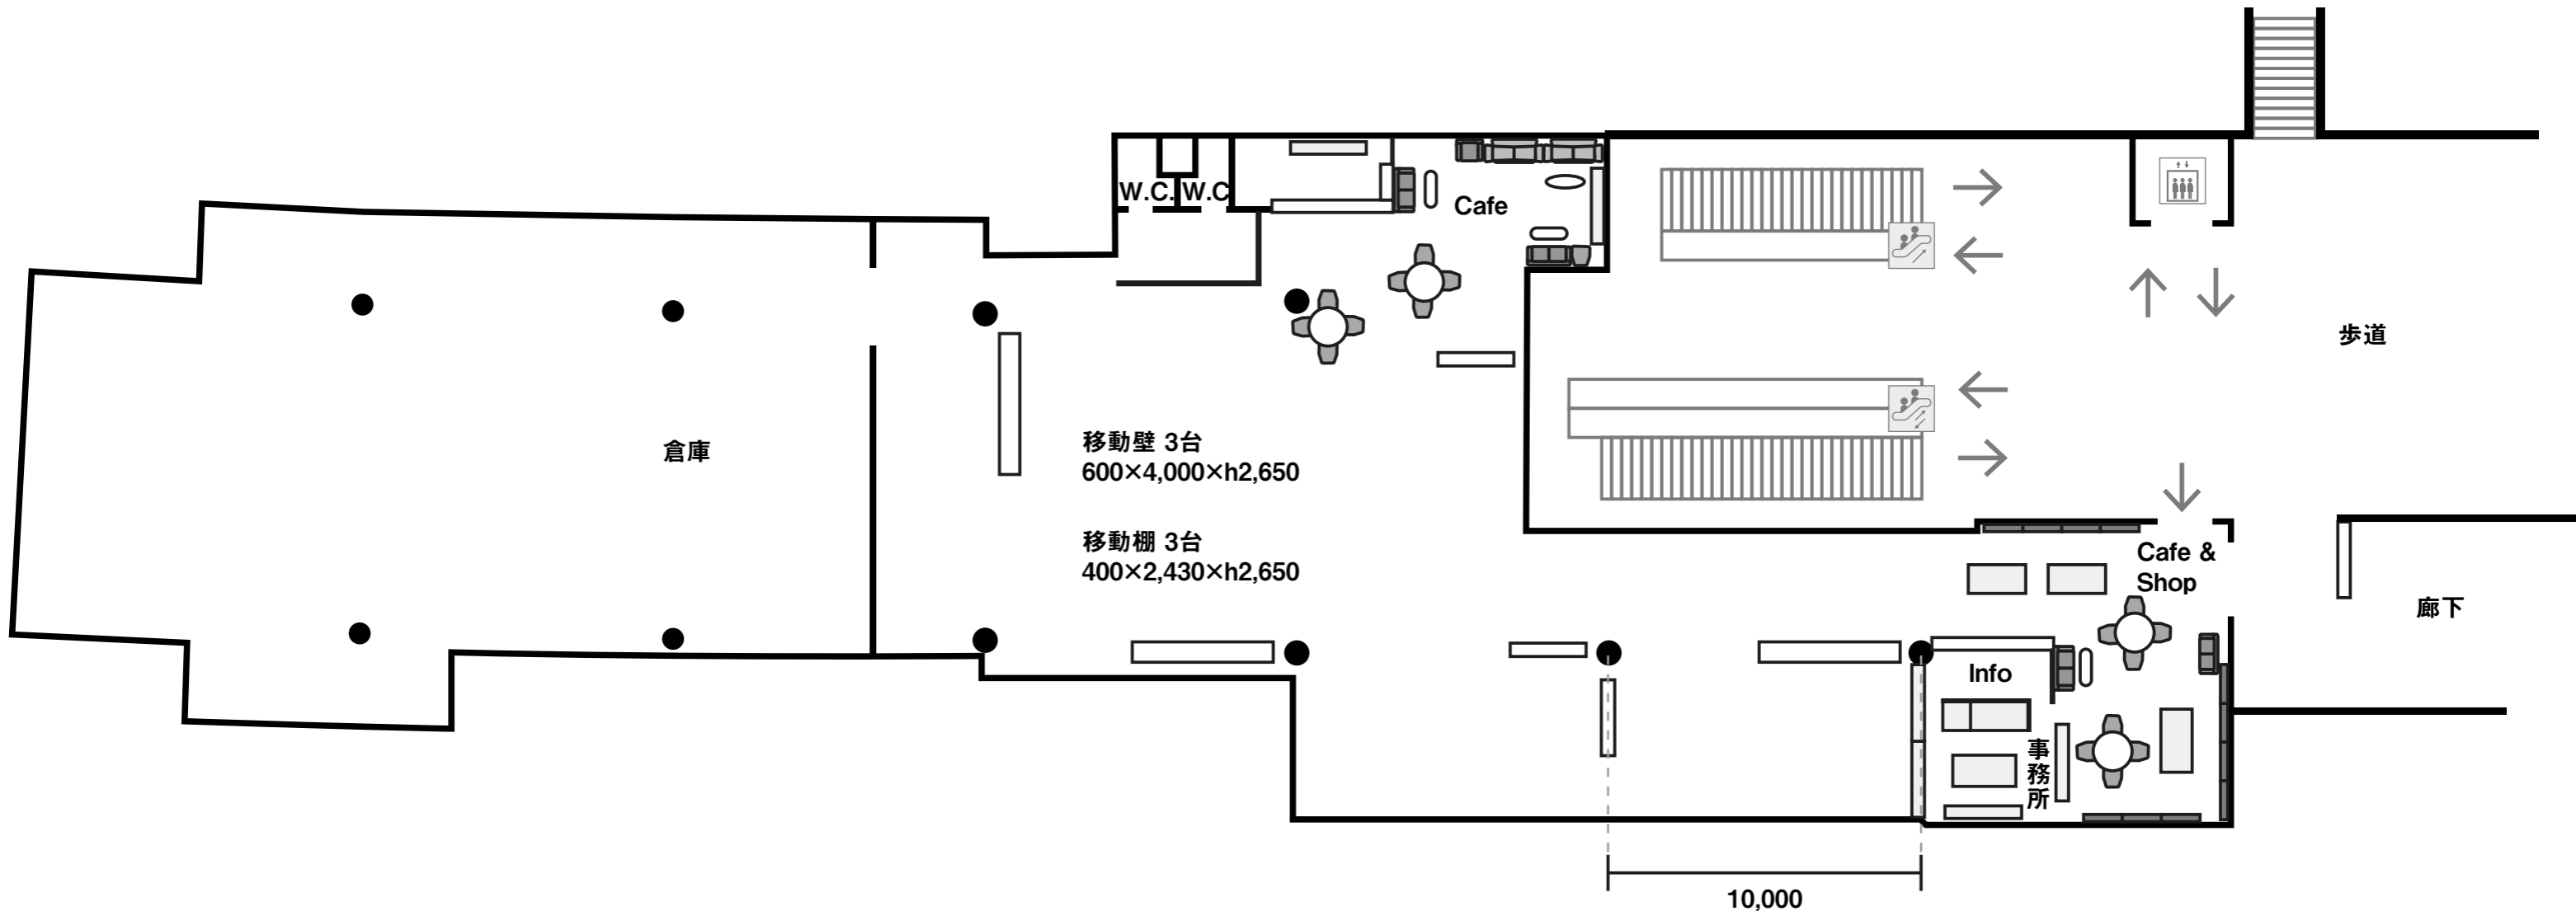 W.C.
W.C
Cafe
歩道
倉庫
移動壁 3台
600×4,000×h2,650
移動棚 3台
400×2,430×h2,650
Cafe &
Shop
廊下
Info
事務所
10,000